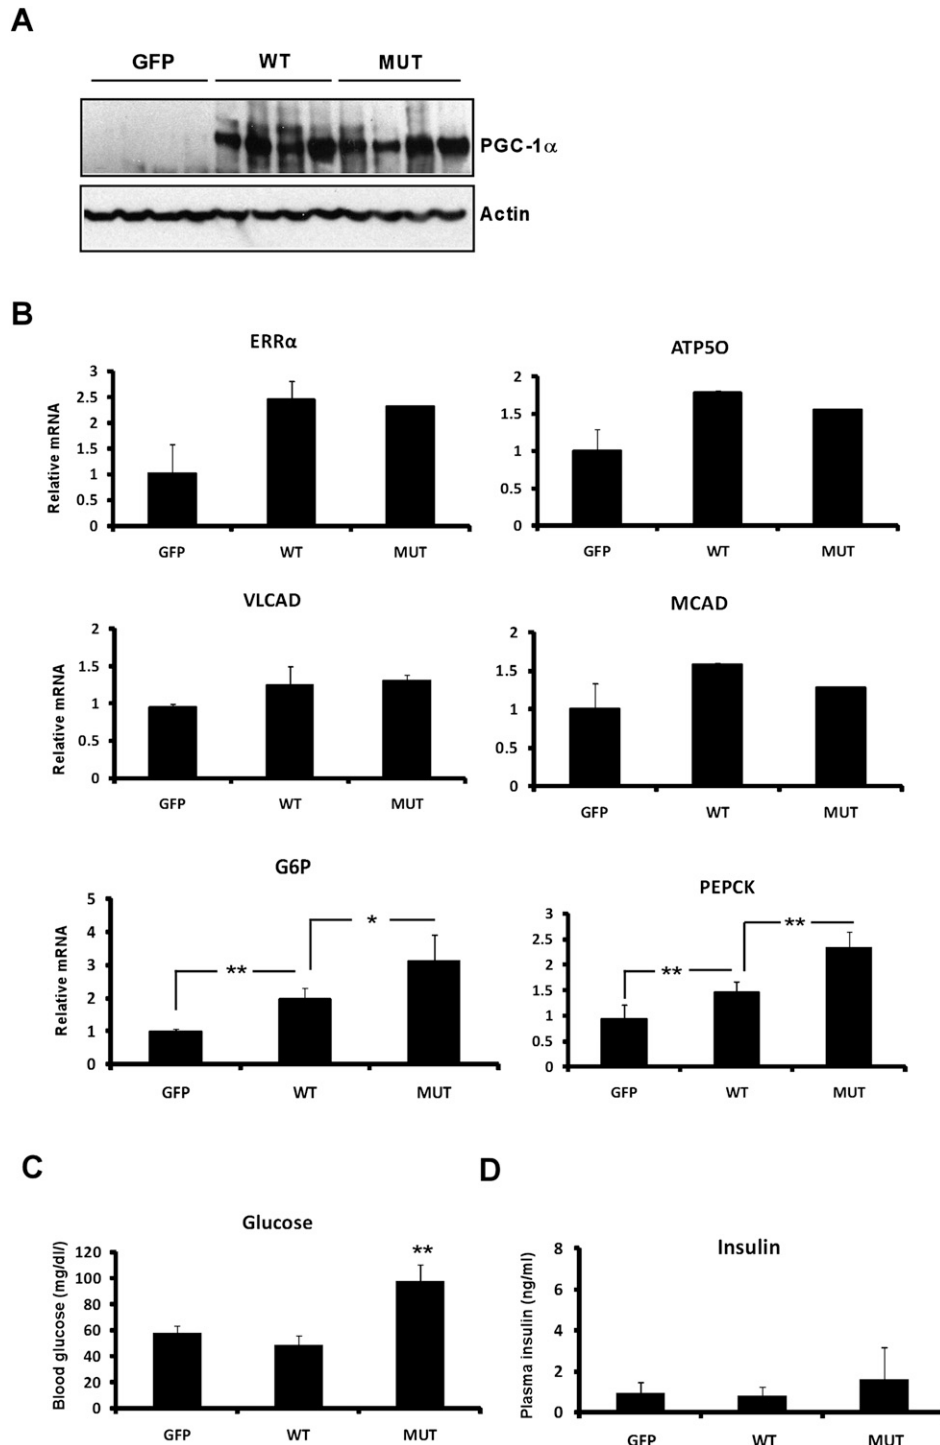 A
GFP WT MUT
PGC-1α
Actin
B
ERRα
Relative mRNA
3
2.5
2
1.5
1
0.5
0
GFP WT MUT
ATP5O
2
1.5
1
0.5
0
GFP WT MUT
VLCAD
Relative mRNA
2
1.5
1
0.5
0
GFP WT MUT
MCAD
2
1.5
1
0.5
0
GFP WT MUT
G6P
Relative mRNA
5
4
3
2
1
0
** *
GFP WT MUT
PEPCK
3
2.5
2
1.5
1
0.5
0
** **
GFP WT MUT
C
Glucose
Blood glucose (mg/dl/)
120
100
80
60
40
20
0
**
GFP WT MUT
D
Insulin
Plasma insulin (ng/ml)
8
6
4
2
0
GFP WT MUT